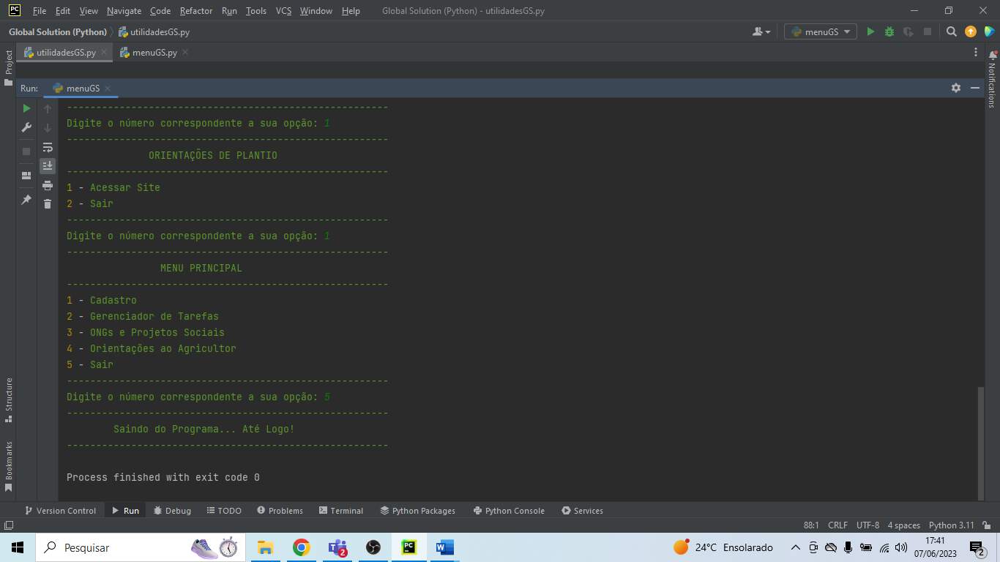 PC File Edit View Navigate Code Refactor Run Tools VCS Window Help Global Solution (Python) - utilidadesGS.py
Global Solution (Python) utilidadesGS.py menuGS
utilidadesGS.py menuGS.py
Project
Notifications
Run: menuGS
-------------------------------------------------------
Digite o número correspondente a sua opção: 1
-------------------------------------------------------
ORIENTAÇÕES DE PLANTIO
-------------------------------------------------------
1 - Acessar Site
2 - Sair
-------------------------------------------------------
Digite o número correspondente a sua opção: 1
-------------------------------------------------------
MENU PRINCIPAL
-------------------------------------------------------
1 - Cadastro
2 - Gerenciador de Tarefas
3 - ONGs e Projetos Sociais
4 - Orientações ao Agricultor
5 - Sair
-------------------------------------------------------
Digite o número correspondente a sua opção: 5
-------------------------------------------------------
Saindo do Programa... Até Logo!
-------------------------------------------------------
Process finished with exit code 0
Structure
Bookmarks
Version Control Run Debug TODO Problems Terminal Python Packages Python Console Services
88:1 CRLF UTF-8 4 spaces Python 3.11
Pesquisar 2 PC W 24°C Ensolarado 17:41
07/06/2023 2